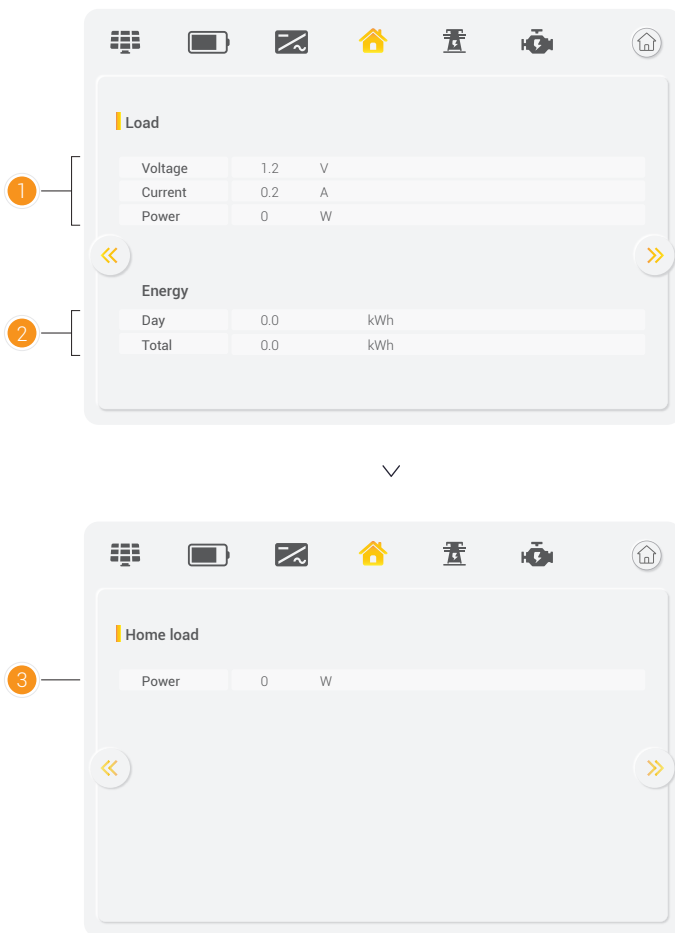 Load
1
Voltage 1.2 V
Current 0.2 A
Power 0 W
Energy
2
Day 0.0 kWh
Total 0.0 kWh
Home load
3
Power 0 W